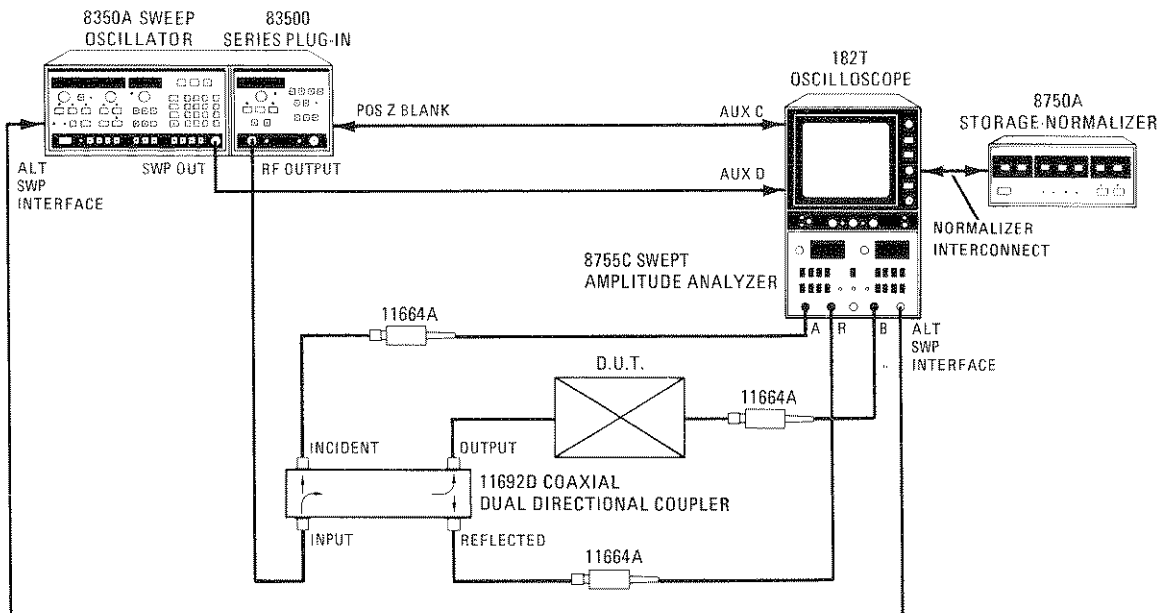 8350A SWEEP
OSCILLATOR
83500
SERIES PLUG-IN
182T
OSCILLOSCOPE
8750A
STORAGE-NORMALIZER
POS Z BLANK
AUX C
ALT
SWP
INTERFACE
SWP OUT
RF OUTPUT
AUX D
NORMALIZER
INTERCONNECT
8755C SWEPT
AMPLITUDE ANALYZER
11664A
A
R
B
ALT
SWP
INTERFACE
D.U.T.
11664A
INCIDENT
OUTPUT
11692D COAXIAL
DUAL DIRECTIONAL COUPLER
INPUT
REFLECTED
11664A